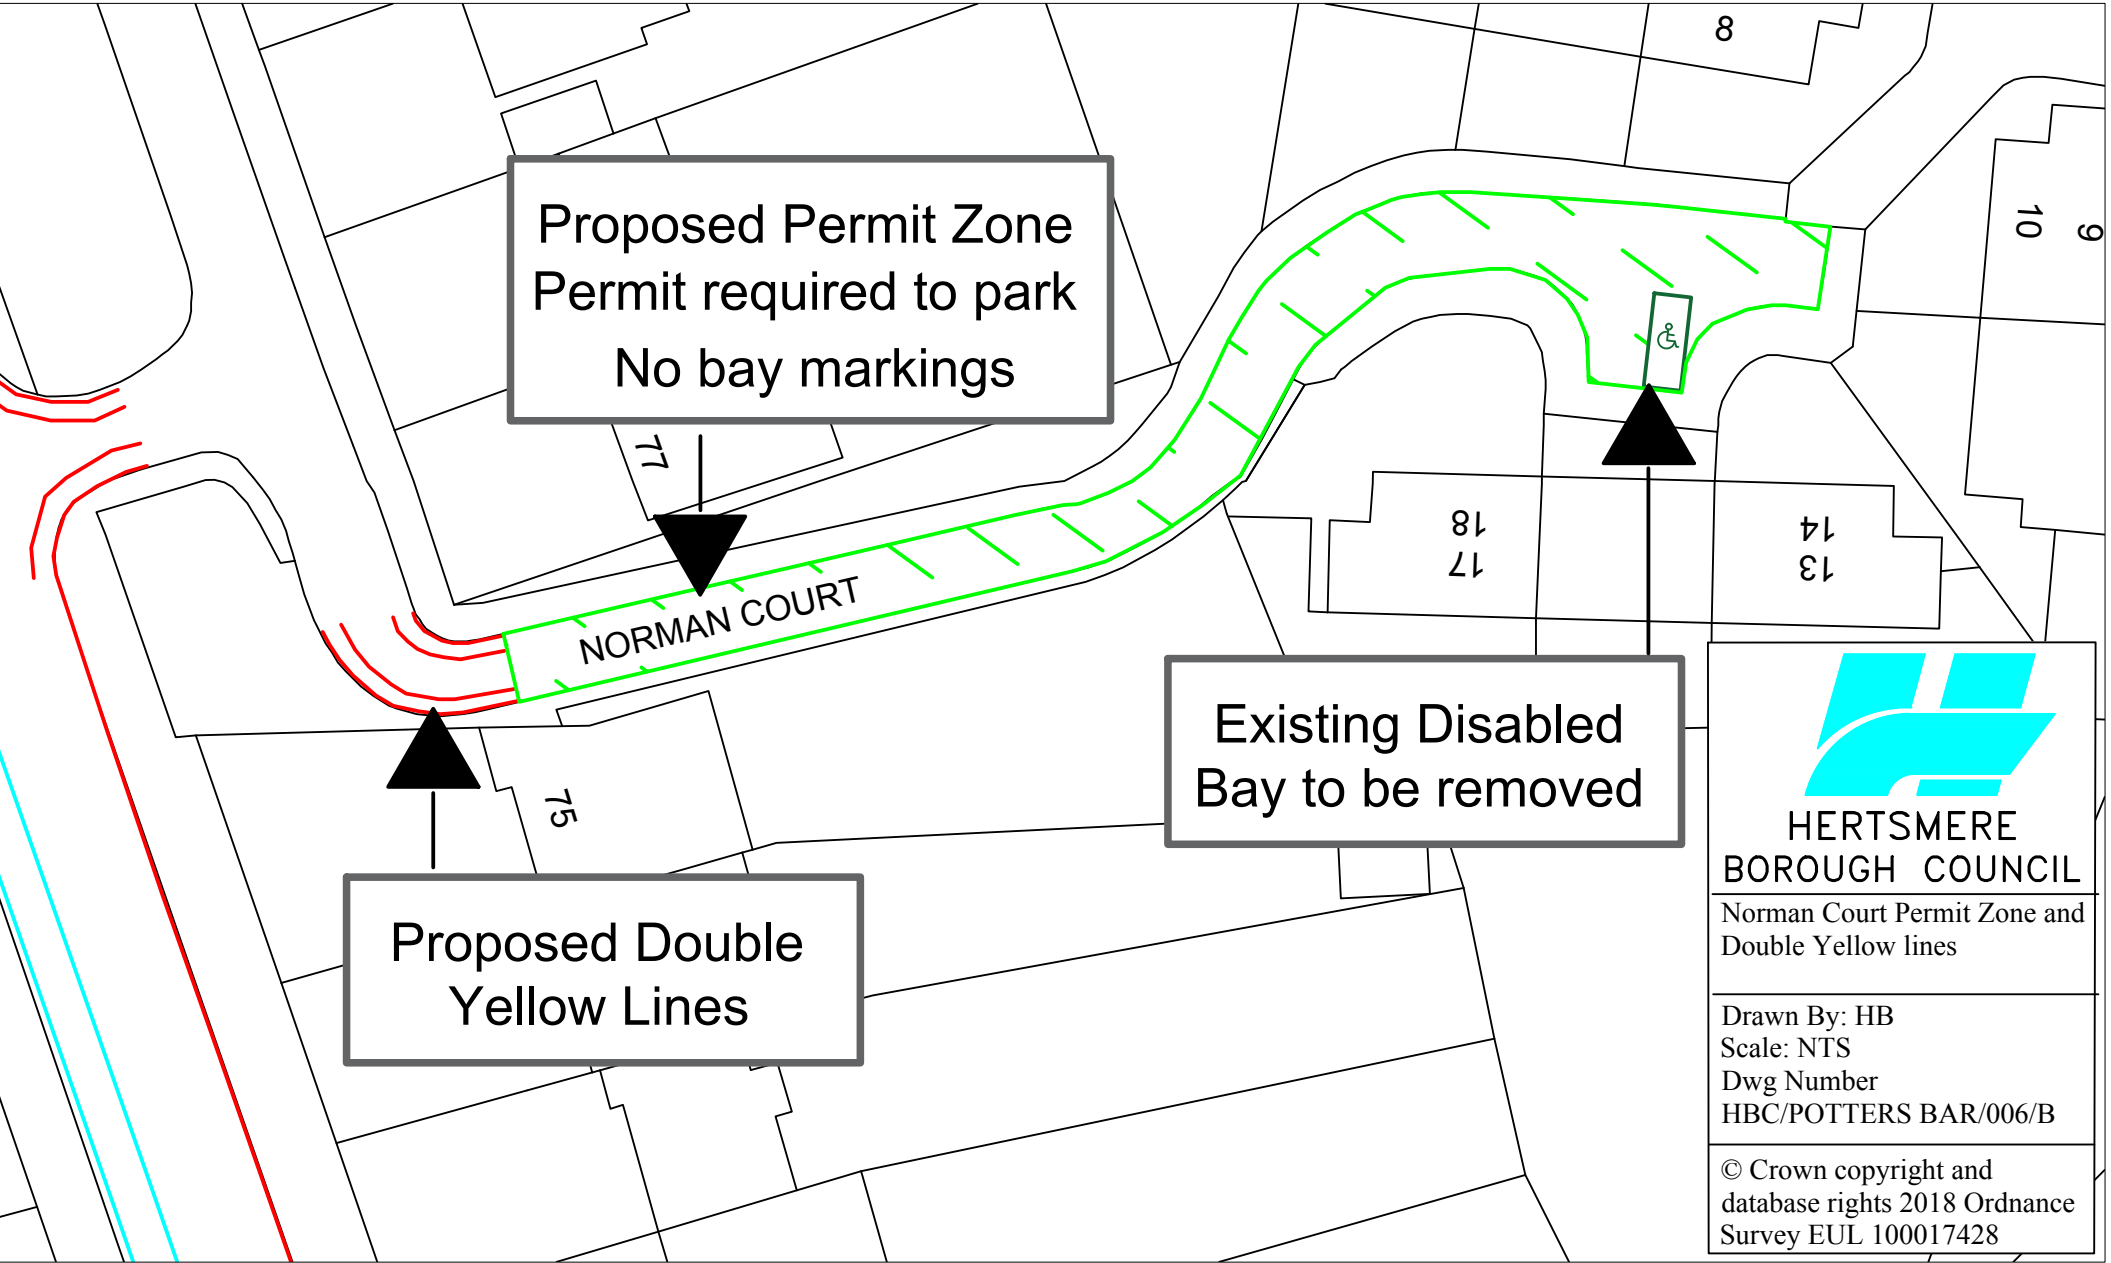 8
10
9
Proposed Permit Zone
Permit required to park
No bay markings
77
NORMAN COURT
18
17
14
13
75
Existing Disabled
Bay to be removed
Proposed Double
Yellow Lines
HERTSMERE
BOROUGH COUNCIL
Norman Court Permit Zone and
Double Yellow lines
Drawn By: HB
Scale: NTS
Dwg Number
HBC/POTTERS BAR/006/B
© Crown copyright and
database rights 2018 Ordnance
Survey EUL 100017428